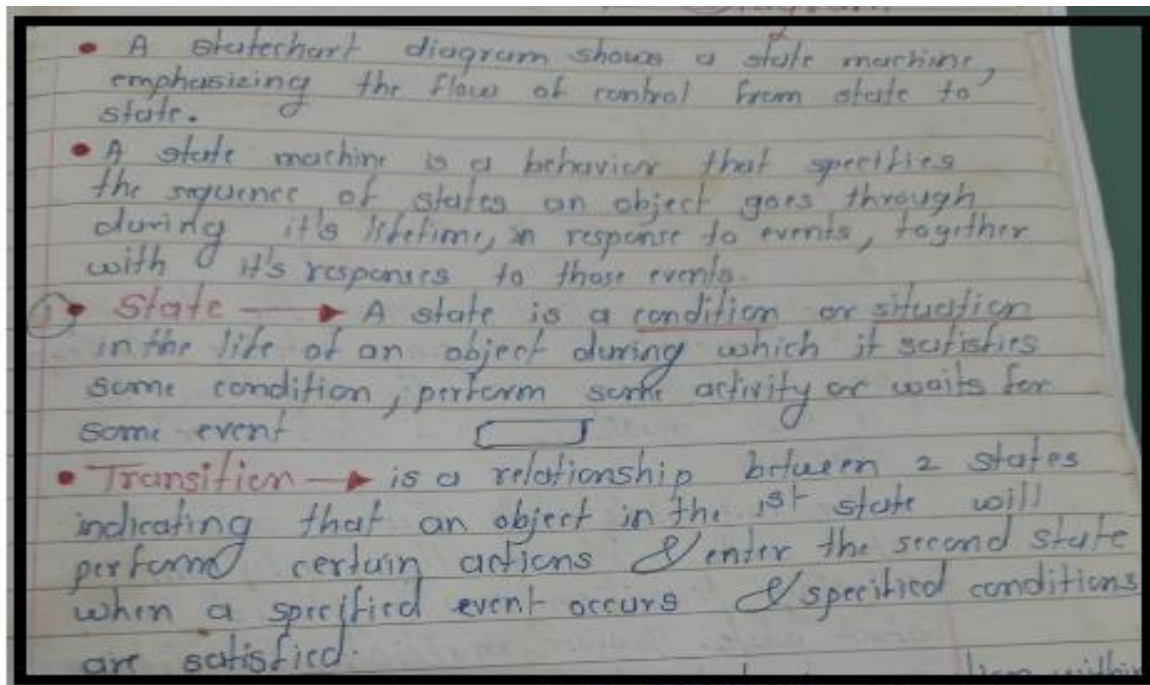 Diagram
• A statechart diagram shows a state machine,
emphasizing the flow of control from state to
state.
• A state machine is a behavior that specifies
the sequence of states an object goes through
during it's lifetime, in response to events, together
with it's responses to those events.
① • State → A state is a condition or situation
in the life of an object during which it satisfies
some condition, perform some activity or waits for
some event
• Transition → is a relationship between 2 states
indicating that an object in the 1st state will
perform certain actions & enter the second state
when a specified event occurs & specified conditions
are satisfied.